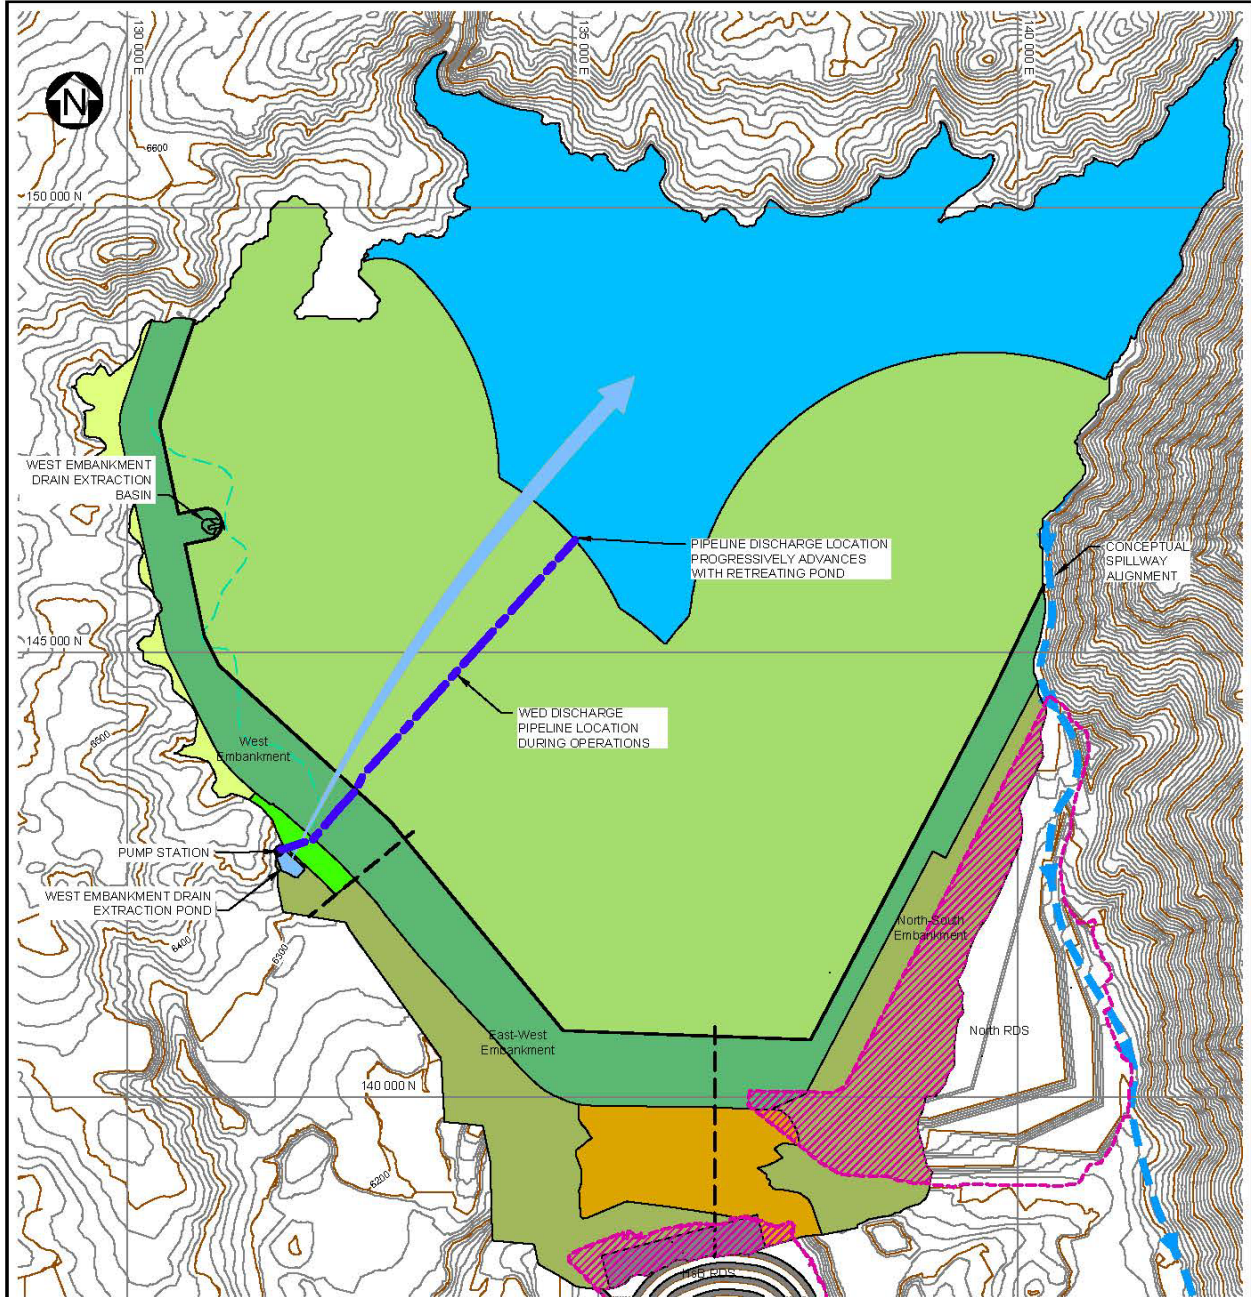 130 000 E
135 000 E
140 000 E
N
6600
150 000 N
WEST EMBANKMENT
DRAIN EXTRACTION
BASIN
PIPELINE DISCHARGE LOCATION
PROGRESSIVELY ADVANCES
WITH RETREATING POND
CONCEPTUAL
SPILLWAY
ALIGNMENT
145 000 N
WED DISCHARGE
PIPELINE LOCATION
DURING OPERATIONS
6500
West
Embankment
PUMP STATION
WEST EMBANKMENT DRAIN
EXTRACTION POND
North-South
Embankment
6400
6300
North RDS
East-West
Embankment
140 000 N
6200
HsB RDS